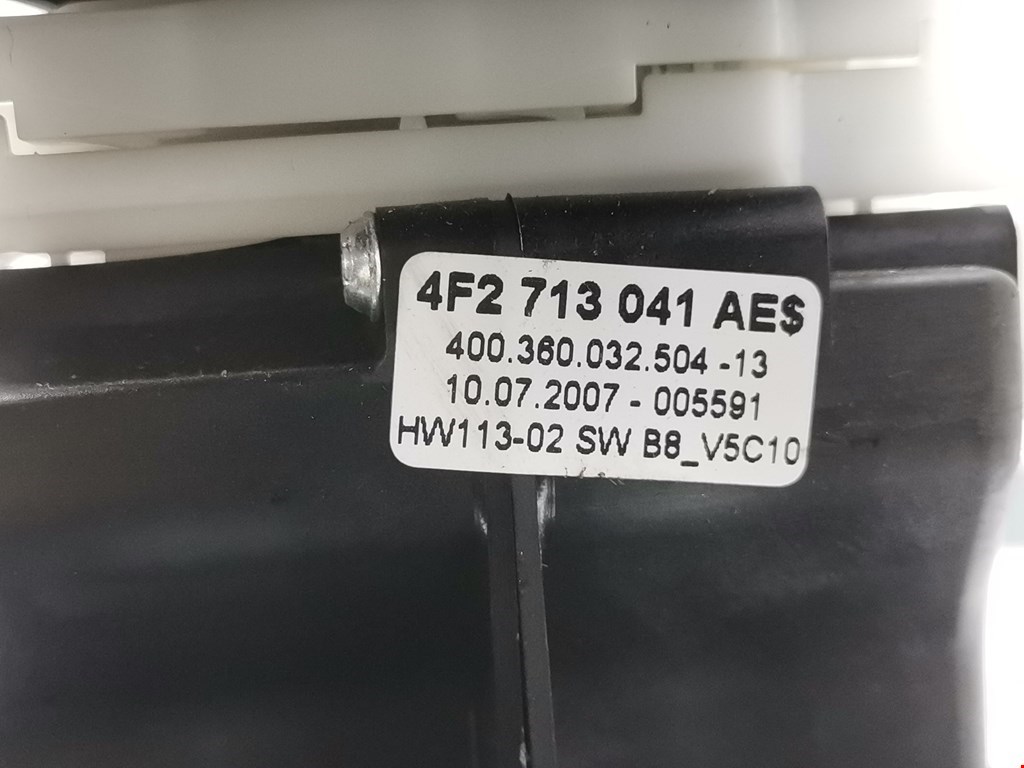 4F2 713 041 AE$
400.360.032.504 -13
10.07.2007 - 005591
HW113-02 SW B8_V5C10